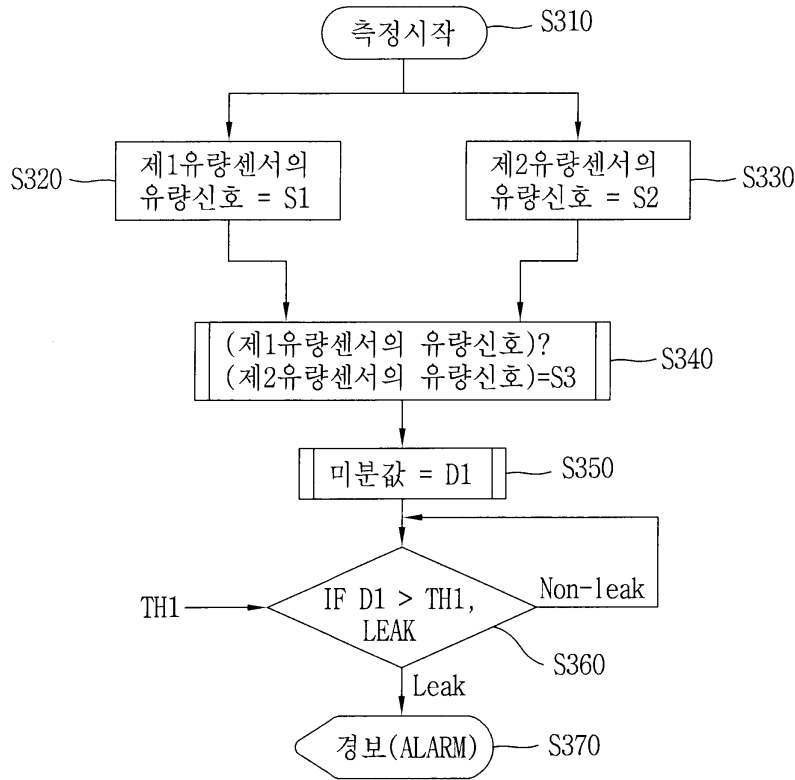 측정시작
S310
제1유량센서의
유량신호 = S1
S320
제2유량센서의
유량신호 = S2
S330
(제1유량센서의 유량신호)?
(제2유량센서의 유량신호)=S3
S340
미분값 = D1
S350
TH1
IF D1 > TH1,
LEAK
Non-leak
S360
Leak
경보(ALARM)
S370